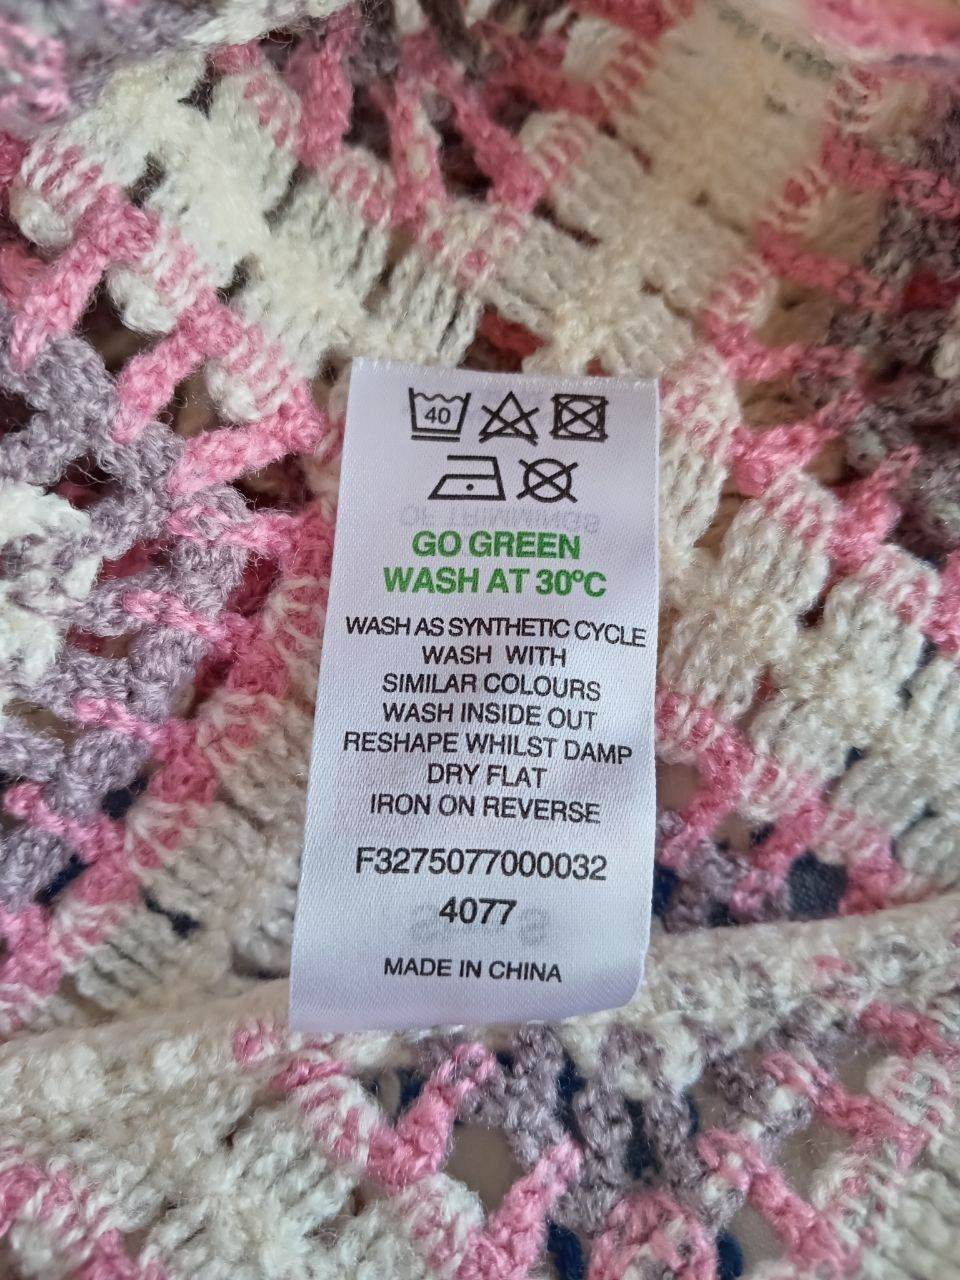 40
GO GREEN
WASH AT 30ºC
WASH AS SYNTHETIC CYCLE
WASH WITH
SIMILAR COLOURS
WASH INSIDE OUT
RESHAPE WHILST DAMP
DRY FLAT
IRON ON REVERSE
F3275077000032
4077
MADE IN CHINA